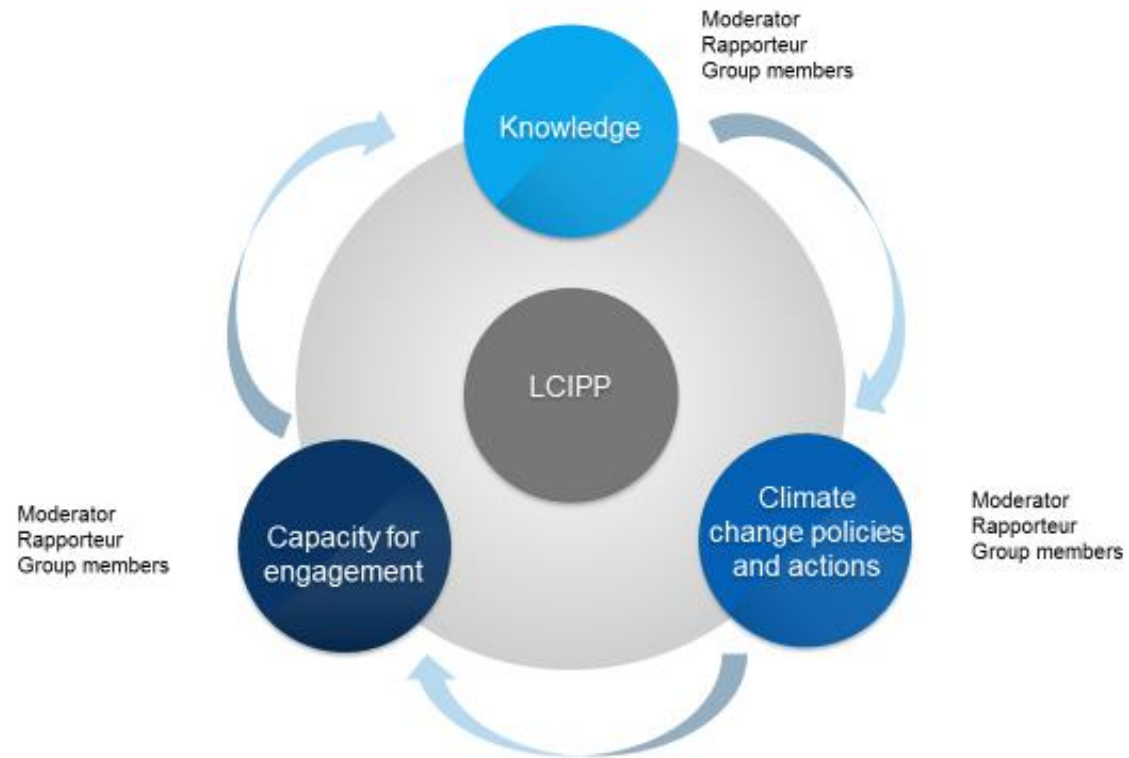 Moderator
Rapporteur
Group members
Knowledge
LCIPP
Climate
change policies
and actions
Moderator
Rapporteur
Group members
Capacity for
engagement
Moderator
Rapporteur
Group members